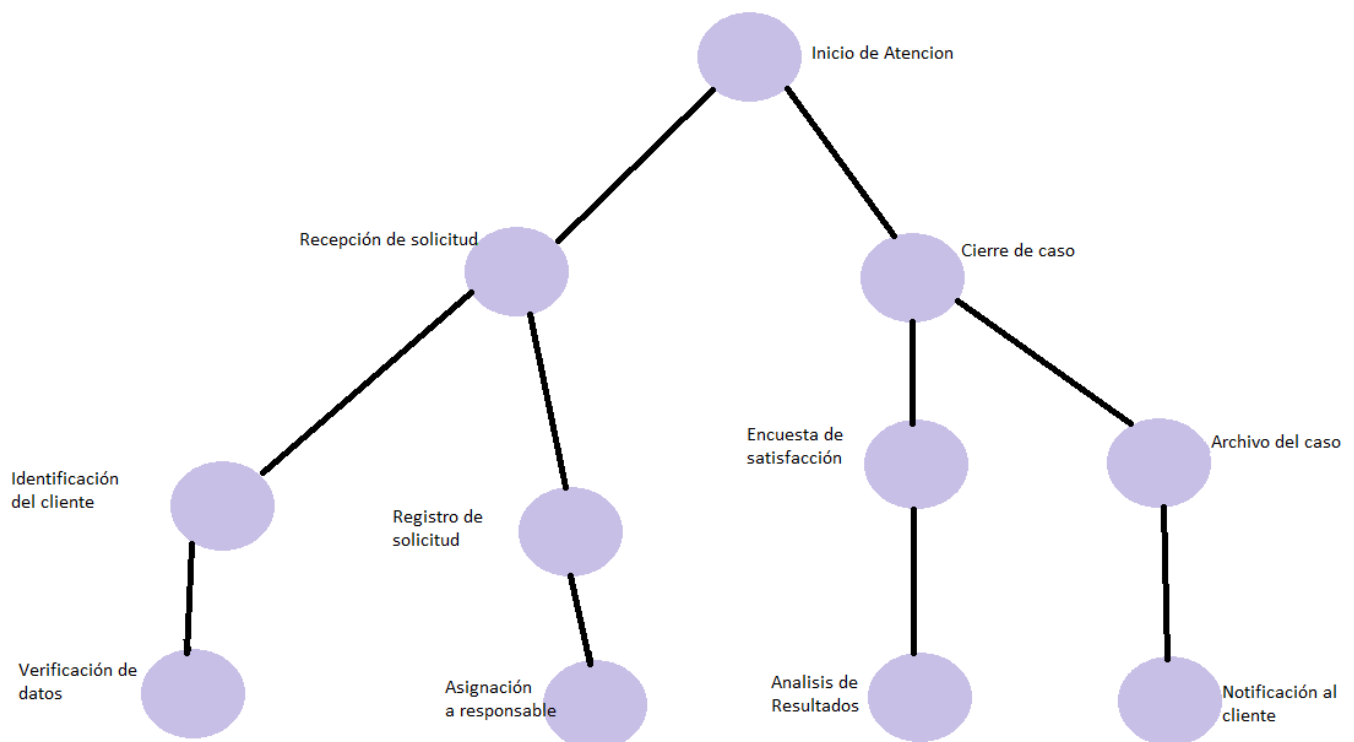 Inicio de Atencion
Recepción de solicitud
Cierre de caso
Identificación
del cliente
Registro de
solicitud
Encuesta de
satisfacción
Archivo del caso
Verificación de
datos
Asignación
a responsable
Analisis de
Resultados
Notificación al
cliente